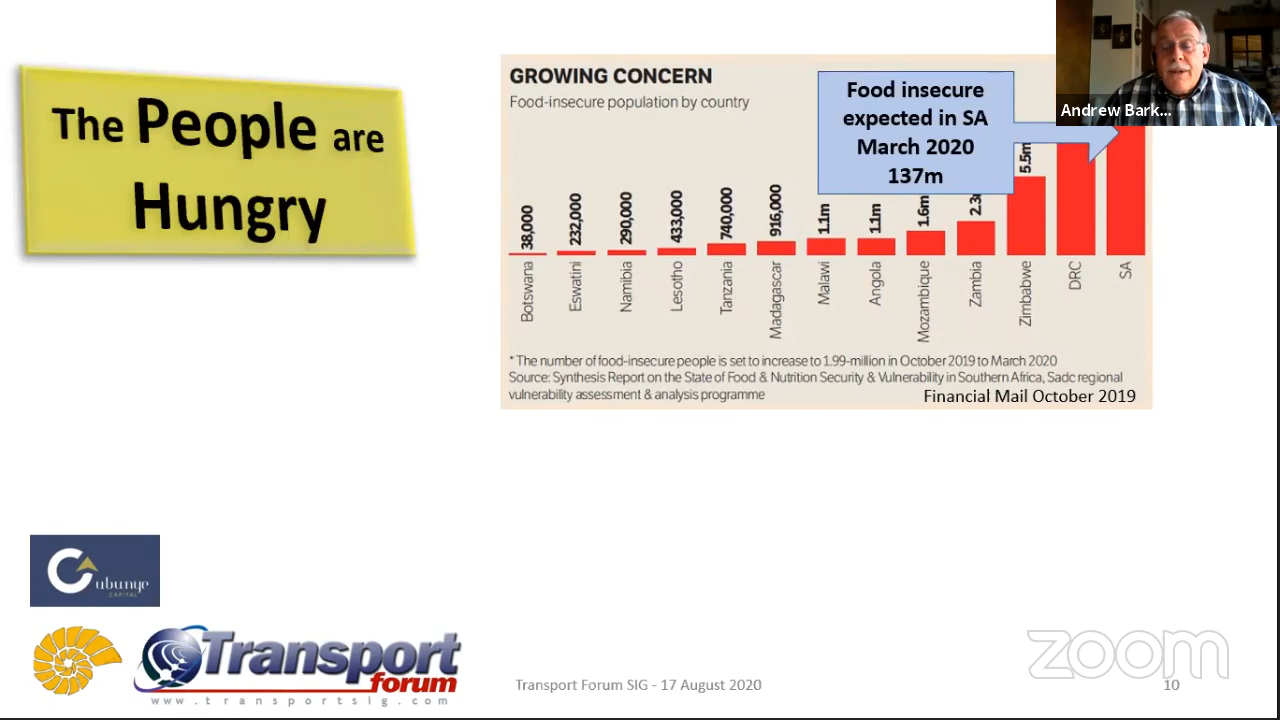 The People are
Hungry
GROWING CONCERN
Food-insecure population by country
Food insecure
expected in SA
March 2020
137m
Andrew Bark...
38,000
232,000
290,000
433,000
740,000
916,000
1.1m
1.1m
1.6m
5.5m
Botswana
Eswatini
Namibia
Lesotho
Tanzania
Madagascar
Malawi
Angola
Mozambique
Zambia
Zimbabwe
DRC
SA
* The number of food-insecure people is set to increase to 1.99-million in October 2019 to March 2020
Source: Synthesis Report on the State of Food & Nutrition Security & Vulnerability in Southern Africa, Sadc regional
vulnerability assessment & analysis programme
Financial Mail October 2019
ubunye
CAPITAL
Transport
forum
www.transportsig.com
Transport Forum SIG - 17 August 2020
zoom
10